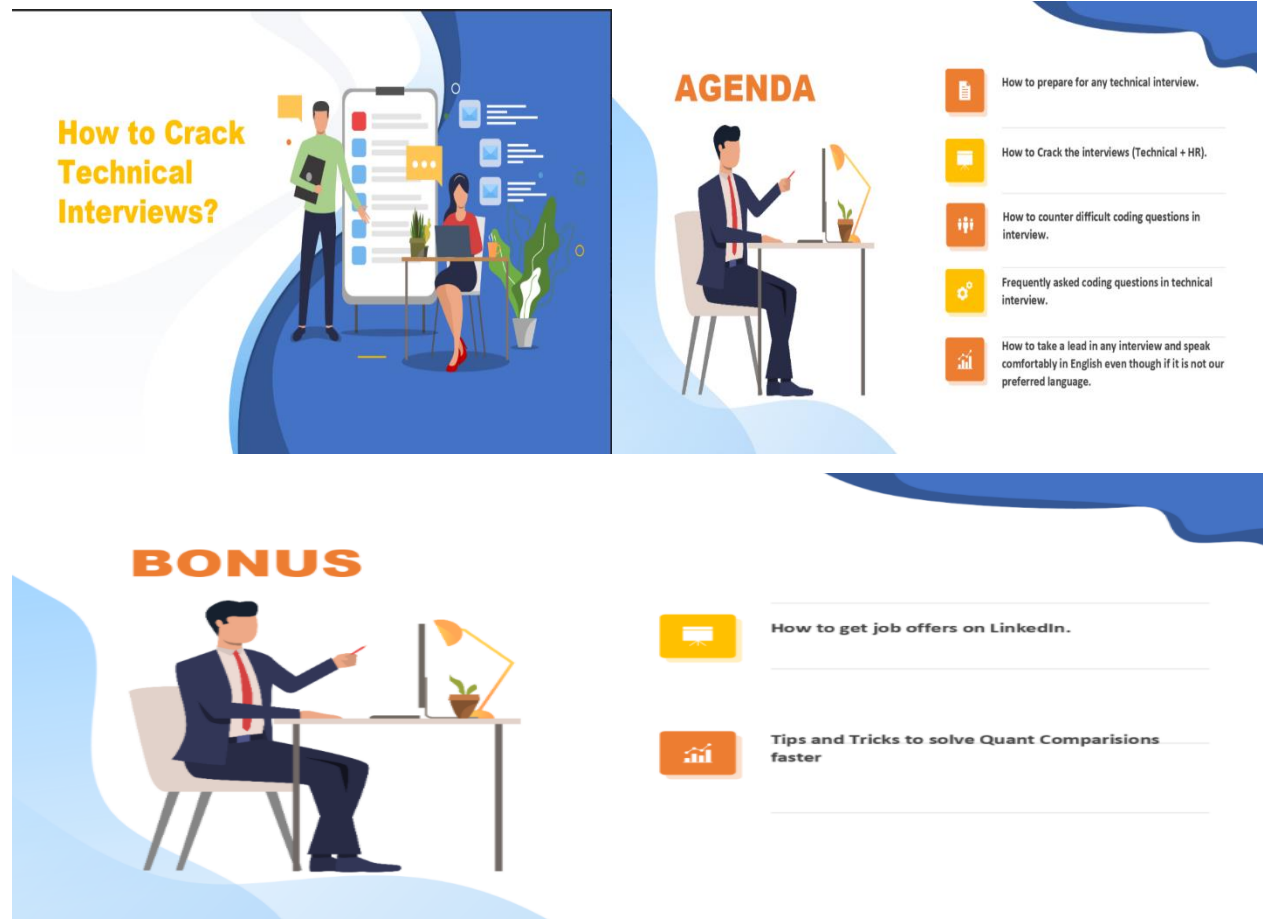 How to Crack
Technical
Interviews?
AGENDA
How to prepare for any technical interview.
How to Crack the interviews (Technical + HR).
How to counter difficult coding questions in
interview.
Frequently asked coding questions in technical
interview.
How to take a lead in any interview and speak
comfortably in English even though if it is not our
preferred language.
BONUS
How to get job offers on LinkedIn.
Tips and Tricks to solve Quant Comparisions
faster